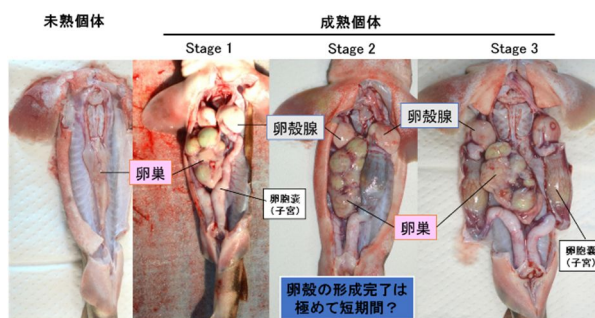 未熟個体
成熟個体
Stage 1
Stage 2
Stage 3
卵殻腺
卵殻腺
卵巣
卵胞嚢
(子宮)
卵巣
卵胞嚢
(子宮)
卵殻の形成完了は
極めて短期間？